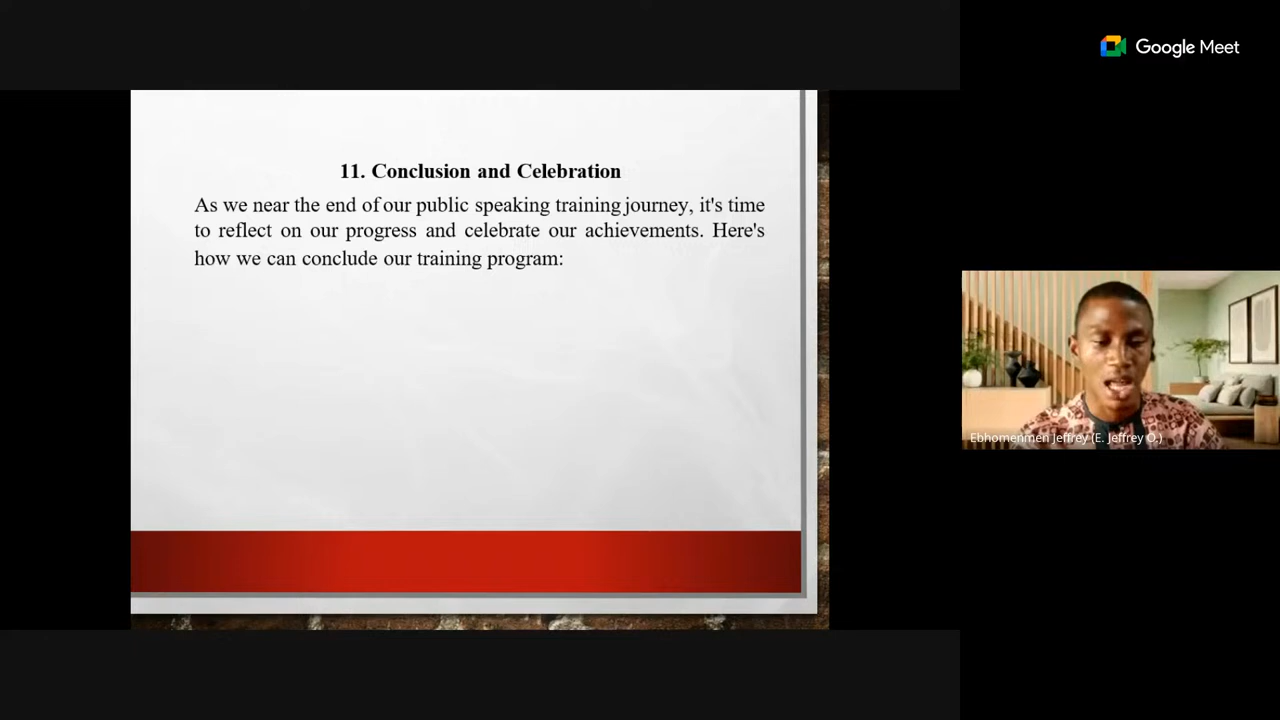 Google Meet
11. Conclusion and Celebration
As we near the end of our public speaking training journey, it's time
to reflect on our progress and celebrate our achievements. Here's
how we can conclude our training program:
Ebhomenmen Jeffrey (E. Jeffrey O.)